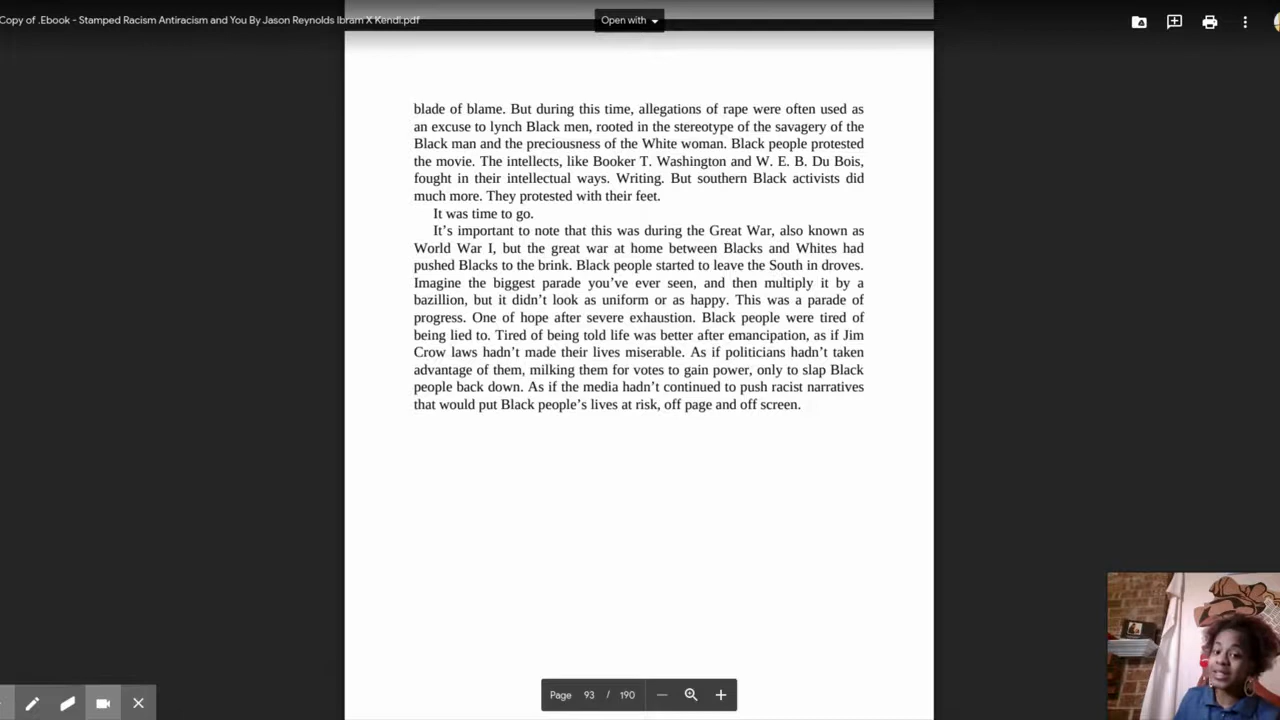 Copy of .Ebook - Stamped Racism Antiracism and You By Jason Reynolds Ibram X Kendi.pdf
Open with
blade of blame. But during this time, allegations of rape were often used as
an excuse to lynch Black men, rooted in the stereotype of the savagery of the
Black man and the preciousness of the White woman. Black people protested
the movie. The intellects, like Booker T. Washington and W. E. B. Du Bois,
fought in their intellectual ways. Writing. But southern Black activists did
much more. They protested with their feet.
It was time to go.
It’s important to note that this was during the Great War, also known as
World War I, but the great war at home between Blacks and Whites had
pushed Blacks to the brink. Black people started to leave the South in droves.
Imagine the biggest parade you’ve ever seen, and then multiply it by a
bazillion, but it didn’t look as uniform or as happy. This was a parade of
progress. One of hope after severe exhaustion. Black people were tired of
being lied to. Tired of being told life was better after emancipation, as if Jim
Crow laws hadn’t made their lives miserable. As if politicians hadn’t taken
advantage of them, milking them for votes to gain power, only to slap Black
people back down. As if the media hadn’t continued to push racist narratives
that would put Black people’s lives at risk, off page and off screen.
Page 93 / 190